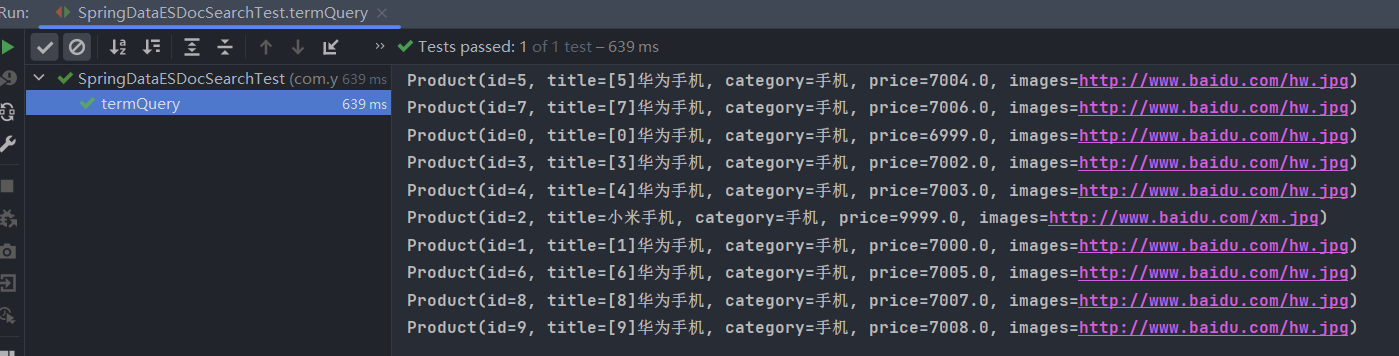 Run: SpringDataESDocSearchTest.termQuery ×
Tests passed: 1 of 1 test – 639 ms
SpringDataESDocSearchTest (com.y 639 ms
termQuery 639 ms
Product(id=5, title=[5]华为手机, category=手机, price=7004.0, images=http://www.baidu.com/hw.jpg)
Product(id=7, title=[7]华为手机, category=手机, price=7006.0, images=http://www.baidu.com/hw.jpg)
Product(id=0, title=[0]华为手机, category=手机, price=6999.0, images=http://www.baidu.com/hw.jpg)
Product(id=3, title=[3]华为手机, category=手机, price=7002.0, images=http://www.baidu.com/hw.jpg)
Product(id=4, title=[4]华为手机, category=手机, price=7003.0, images=http://www.baidu.com/hw.jpg)
Product(id=2, title=小米手机, category=手机, price=9999.0, images=http://www.baidu.com/xm.jpg)
Product(id=1, title=[1]华为手机, category=手机, price=7000.0, images=http://www.baidu.com/hw.jpg)
Product(id=6, title=[6]华为手机, category=手机, price=7005.0, images=http://www.baidu.com/hw.jpg)
Product(id=8, title=[8]华为手机, category=手机, price=7007.0, images=http://www.baidu.com/hw.jpg)
Product(id=9, title=[9]华为手机, category=手机, price=7008.0, images=http://www.baidu.com/hw.jpg)